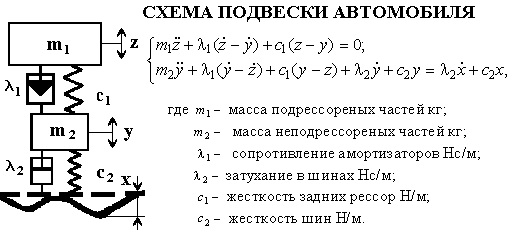 СХЕМА ПОДВЕСКИ АВТОМОБИЛЯ
m₁
z
m₁z̈ + λ₁(ż − ẏ) + c₁(z − y) = 0;
m₂ÿ + λ₁(ẏ − ż) + c₁(y − z) + λ₂ẏ + c₂y = λ₂ẋ + c₂x,
λ₁
c₁
где m₁ – масса подрессореных частей кг;
m₂
y
m₂ – масса неподрессореных частей кг;
λ₁ – сопротивление амортизаторов Нс/м;
λ₂
c₂
x
λ₂ – затухание в шинах Нс/м;
c₁ – жесткость задних рессор Н/м;
c₂ – жесткость шин Н/м.